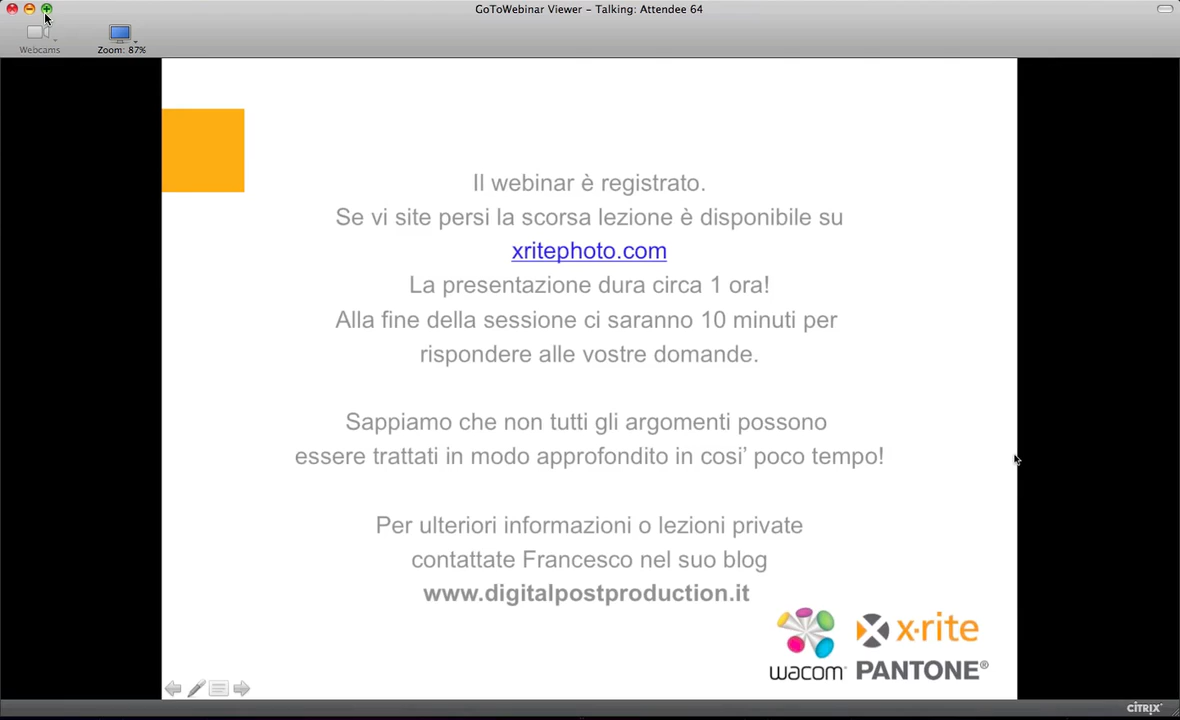 GoToWebinar Viewer – Talking: Attendee 64
Webcams
Zoom: 87%
Il webinar è registrato.
Se vi site persi la scorsa lezione è disponibile su
xritephoto.com
La presentazione dura circa 1 ora!
Alla fine della sessione ci saranno 10 minuti per
rispondere alle vostre domande.
Sappiamo che non tutti gli argomenti possono
essere trattati in modo approfondito in cosi’ poco tempo!
Per ulteriori informazioni o lezioni private
contattate Francesco nel suo blog
www.digitalpostproduction.it
x·rite
wacom PANTONE®
CITRIX